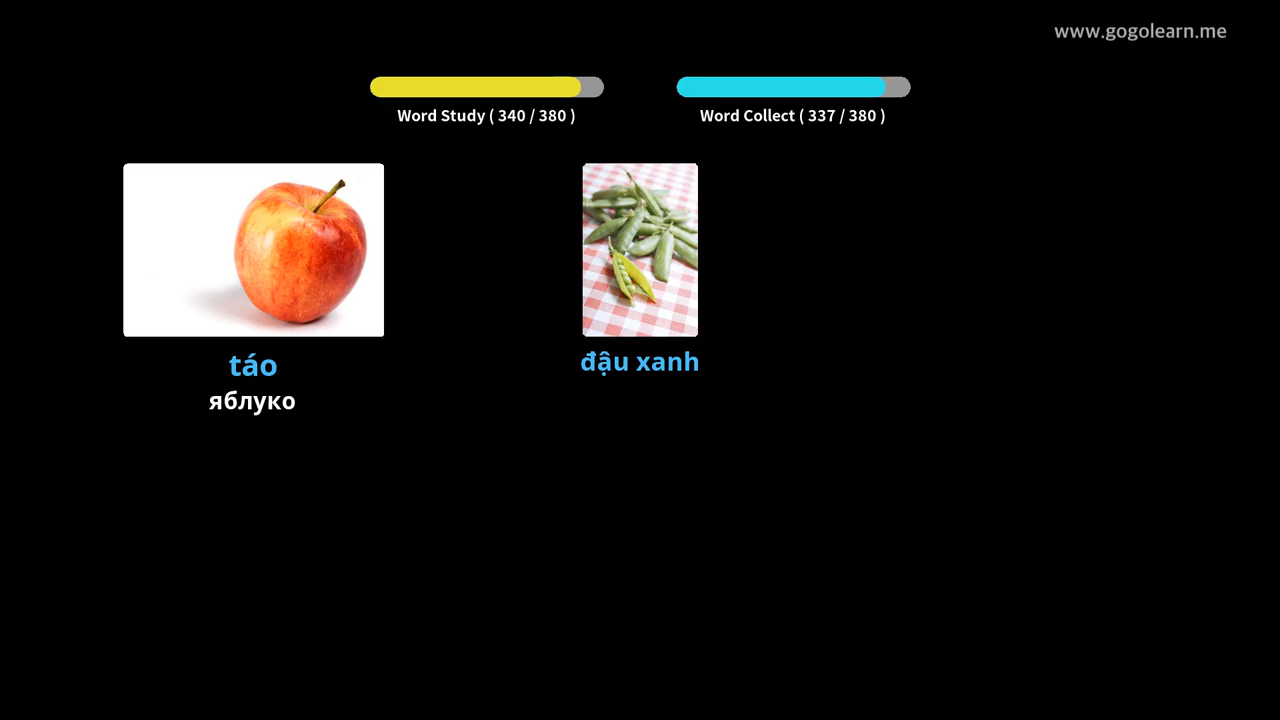 www.gogolearn.me
Word Study ( 340 / 380 )
Word Collect ( 337 / 380 )
táo
яблуко
đậu xanh